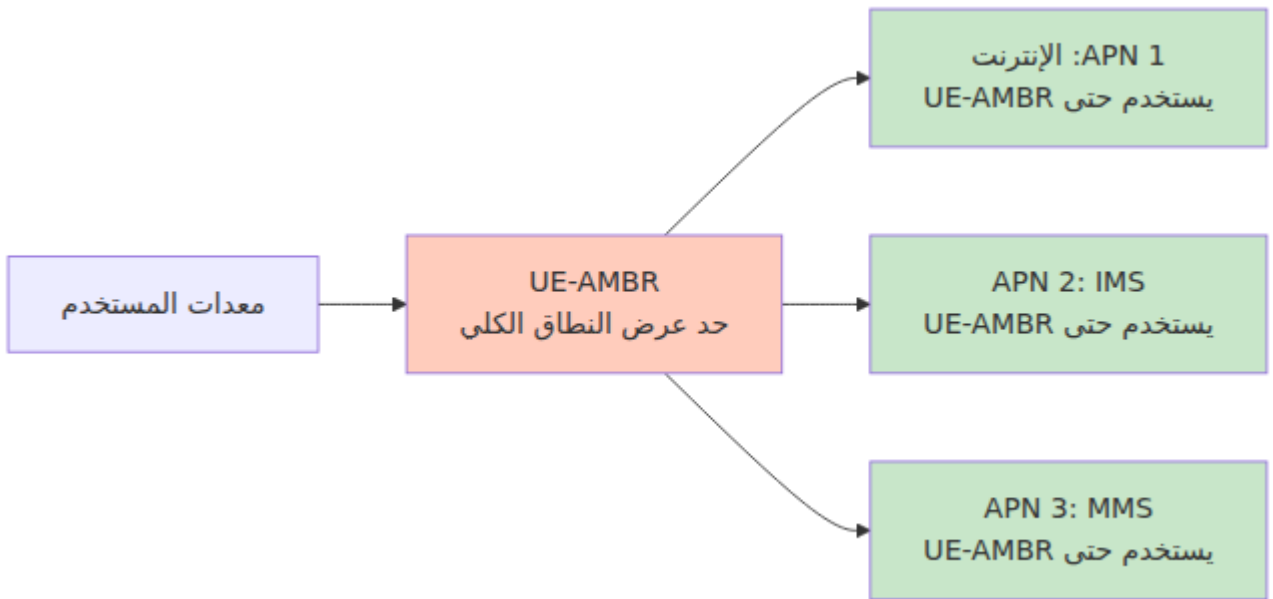 معدات المستخدم
UE-AMBR
حد عرض النطاق الكلي
APN 1: الإنترنت
يستخدم حتى UE-AMBR
APN 2: IMS
يستخدم حتى UE-AMBR
APN 3: MMS
يستخدم حتى UE-AMBR